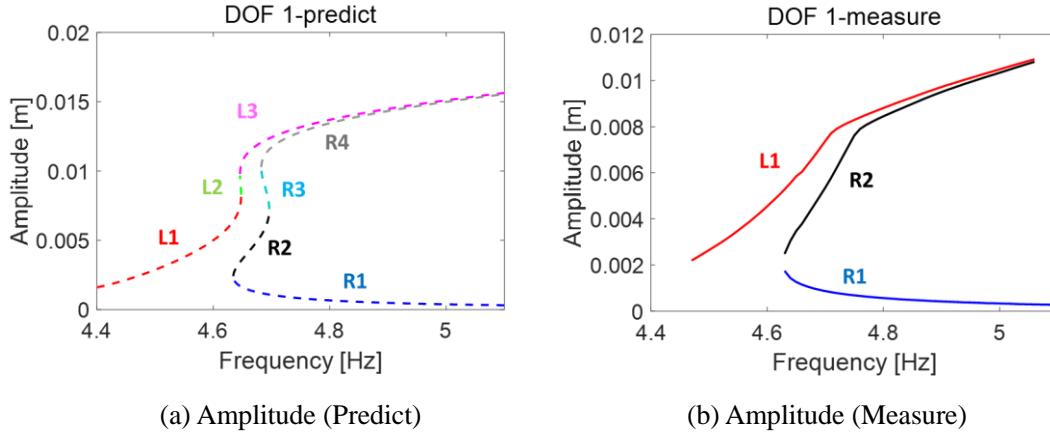 DOF 1-predict
0.02
0.015
0.01
0.005
0
Amplitude [m]
L3
R4
L2
R3
L1
R2
R1
4.4 4.6 4.8 5
Frequency [Hz]
(a) Amplitude (Predict)
DOF 1-measure
0.012
0.01
0.008
0.006
0.004
0.002
0
Amplitude [m]
L1
R2
R1
4.4 4.6 4.8 5
Frequency [Hz]
(b) Amplitude (Measure)